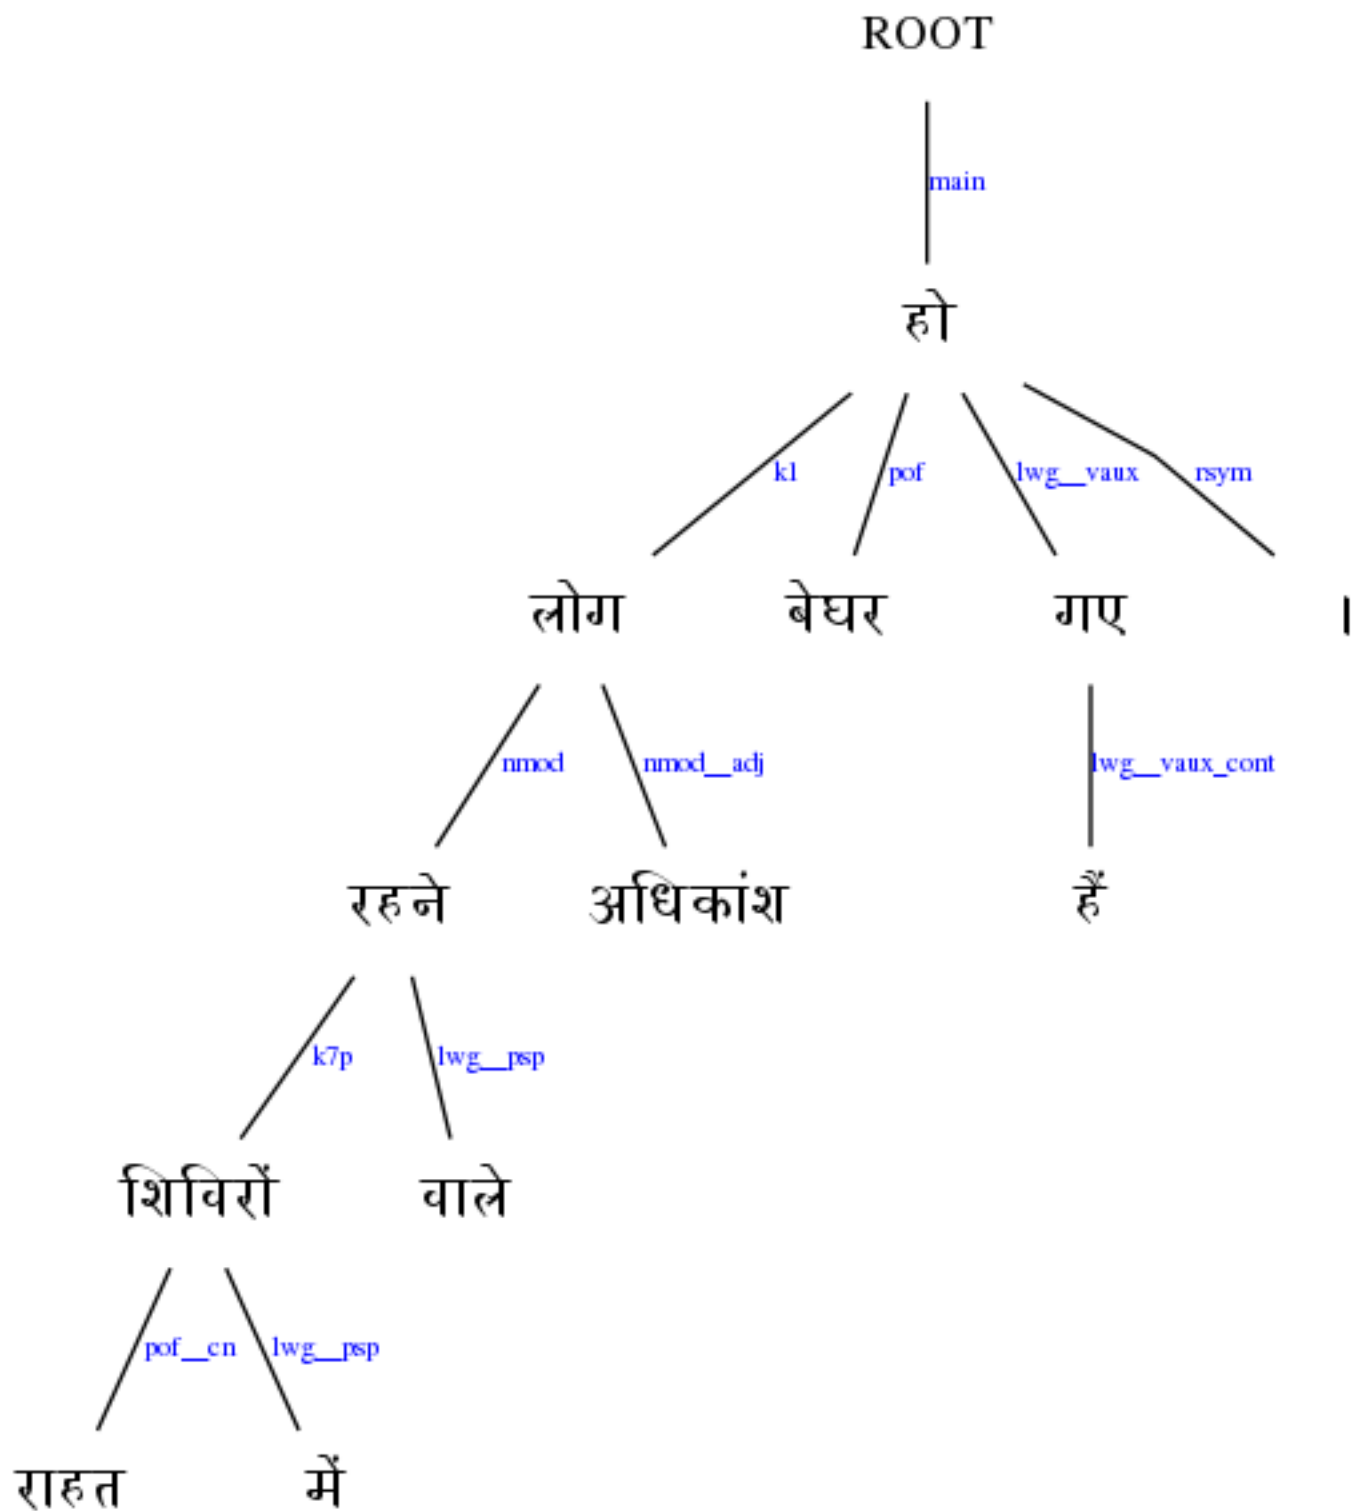 ROOT
main
हो
k1 pof lwg__vaux rsym
लोग बेघर गए ।
nmod nmod__adj lwg__vaux_cont
रहने अधिकांश हैं
k7p lwg__psp
शिविरों वाले
pof__cn lwg__psp
राहत में